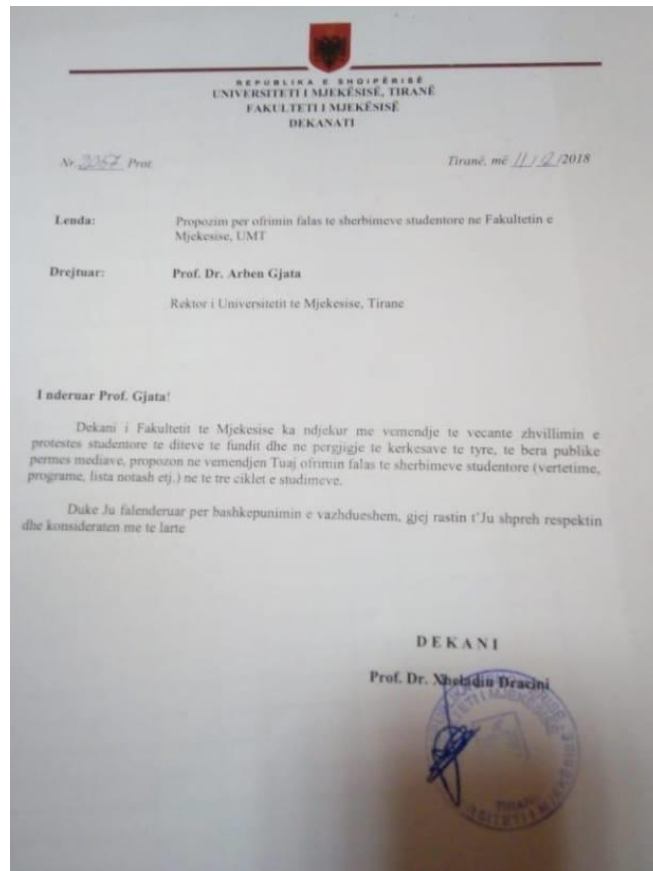 REPUBLIKA E SHQIPËRISË
UNIVERSITETI I MJEKËSISË, TIRANË
FAKULTETI I MJEKËSISË
DEKANATI
Nr Prot
Tiranë, më 11/12/2018
Lenda: Propozim per ofrimin falas te sherbimeve studentore ne Fakultetin e
Mjekesise, UMT
Drejtuar: Prof. Dr. Arben Gjata
Rektor i Universitetit te Mjekesise, Tirane
I nderuar Prof. Gjata!
Dekani i Fakultetit te Mjekesise ka ndjekur me vemendje te vecante zhvillimin e
protestes studentore te diteve te fundit dhe ne pergjigje te kerkesave te tyre, te bera publike
permes mediave, propozon ne vemendjen Tuaj ofrimin falas te sherbimeve studentore (vertetime,
programe, lista notash etj.) ne te tre ciklet e studimeve.
Duke Ju falenderuar per bashkepunimin e vazhdueshem, gjej rastin t'Ju shpreh respektin
dhe konsideraten me te larte
DEKANI
Prof. Dr. Xheladin Dracini